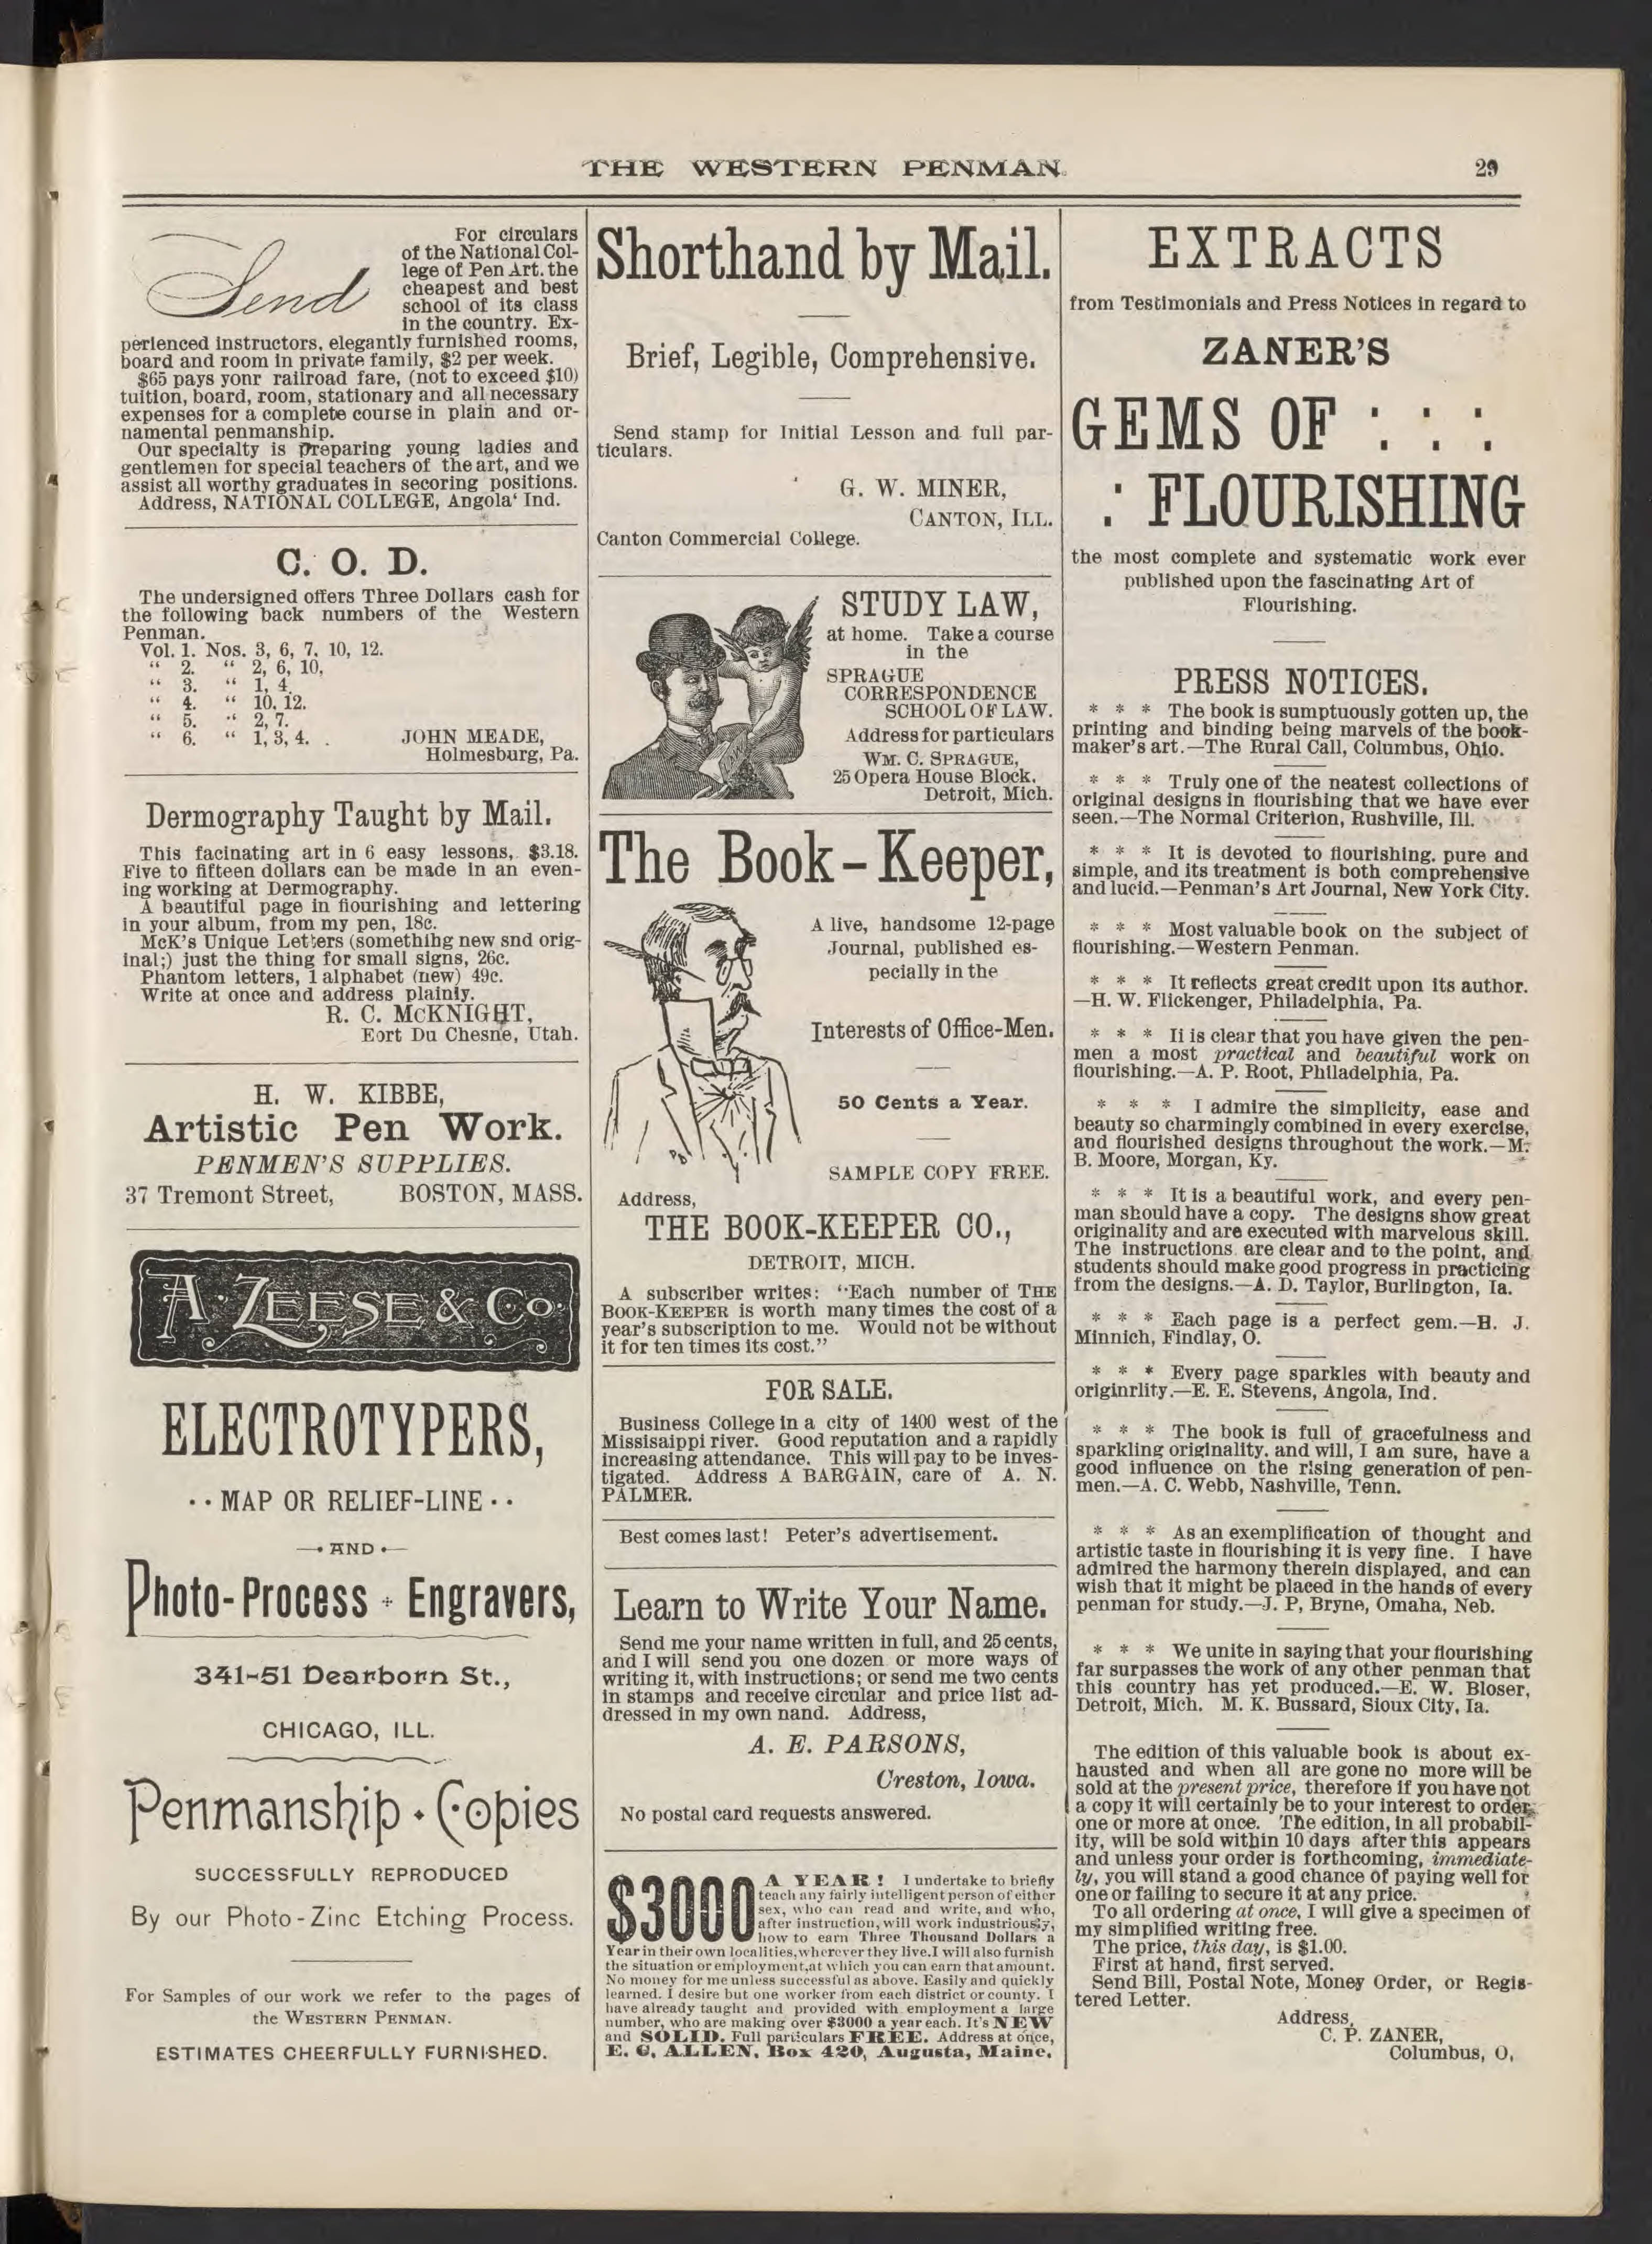 THE WESTERN PENMAN.
29
Send
For circulars
of the National Col-
lege of Pen Art. the
cheapest and best
school of its class
in the country. Ex-
perienced instructors, elegantly furnished rooms,
board and room in private family, $2 per week.
$65 pays yonr railroad fare, (not to exceed $10)
tuition, board, room, stationary and all necessary
expenses for a complete course in plain and or-
namental penmanship.
Our specialty is preparing young ladies and
gentlemen for special teachers of the art, and we
assist all worthy graduates in secoring positions.
Address, NATIONAL COLLEGE, Angola‘ Ind.
C. O. D.
The undersigned offers Three Dollars cash for
the following back numbers of the Western
Penman.
Vol. 1. Nos. 3, 6, 7, 10, 12.
“ 2. “ 2, 6, 10,
“ 3. “ 1, 4.
“ 4. “ 10, 12.
“ 5. “ 2, 7.
“ 6. “ 1, 3, 4.
JOHN MEADE,
Holmesburg, Pa.
Dermography Taught by Mail.
This facinating art in 6 easy lessons, $3.18.
Five to fifteen dollars can be made in an even-
ing working at Dermography.
A beautiful page in flourishing and lettering
in your album, from my pen, 18c.
McK's Unique Letters (somethihg new snd orig-
inal;) just the thing for small signs, 26c.
Phantom letters, 1 alphabet (new) 49c.
Write at once and address plainly.
R. C. McKNIGHT,
Eort Du Chesne, Utah.
H. W. KIBBE,
Artistic Pen Work.
PENMEN'S SUPPLIES.
37 Tremont Street, BOSTON, MASS.
A. ZEESE & Co.
ELECTROTYPERS,
MAP OR RELIEF-LINE
AND
Photo-Process Engravers,
341-51 Dearborn St.,
CHICAGO, ILL.
Penmanship Copies
SUCCESSFULLY REPRODUCED
By our Photo-Zinc Etching Process.
For Samples of our work we refer to the pages of
the WESTERN PENMAN.
ESTIMATES CHEERFULLY FURNISHED.
Shorthand by Mail.
Brief, Legible, Comprehensive.
Send stamp for Initial Lesson and full par-
ticulars.
G. W. MINER,
CANTON, ILL.
Canton Commercial College.
STUDY LAW,
at home. Take a course
in the
SPRAGUE
CORRESPONDENCE
SCHOOL OF LAW.
Address for particulars
WM. C. SPRAGUE,
25 Opera House Block,
Detroit, Mich.
The Book-Keeper,
A live, handsome 12-page
Journal, published es-
pecially in the
Interests of Office-Men.
50 Cents a Year.
SAMPLE COPY FREE.
Address,
THE BOOK-KEEPER CO.,
DETROIT, MICH.
A subscriber writes: “Each number of THE
BOOK-KEEPER is worth many times the cost of a
year's subscription to me. Would not be without
it for ten times its cost.”
FOR SALE.
Business College in a city of 1400 west of the
Missisaippi river. Good reputation and a rapidly
increasing attendance. This will pay to be inves-
tigated. Address A BARGAIN, care of A. N.
PALMER.
Best comes last! Peter's advertisement.
Learn to Write Your Name.
Send me your name written in full, and 25 cents,
and I will send you one dozen or more ways of
writing it, with instructions; or send me two cents
in stamps and receive circular and price list ad-
dressed in my own nand. Address,
A. E. PARSONS,
Creston, Iowa.
No postal card requests answered.
$3000 A YEAR! I undertake to briefly
teach any fairly intelligent person of either
sex, who can read and write, and who,
after instruction, will work industriously,
how to earn Three Thousand Dollars a
Year in their own localities, wherever they live. I will also furnish
the situation or employment, at which you can earn that amount.
No money for me unless successful as above. Easily and quickly
learned. I desire but one worker from each district or county. I
have already taught and provided with employment a large
number, who are making over $3000 a year each. It's NEW
and SOLID. Full particulars FREE. Address at once,
E. C. ALLEN, Box 420, Augusta, Maine.
EXTRACTS
from Testimonials and Press Notices in regard to
ZANER'S
GEMS OF : : :
: FLOURISHING
the most complete and systematic work ever
published upon the fascinating Art of
Flourishing.
PRESS NOTICES.
* * * The book is sumptuously gotten up, the
printing and binding being marvels of the book-
maker's art.—The Rural Call, Columbus, Ohio.
* * * Truly one of the neatest collections of
original designs in flourishing that we have ever
seen.—The Normal Criterion, Rushville, Ill.
* * * It is devoted to flourishing. pure and
simple, and its treatment is both comprehensive
and lucid.—Penman's Art Journal, New York City.
* * * Most valuable book on the subject of
flourishing.—Western Penman.
* * * It reflects great credit upon its author.
—H. W. Flickenger, Philadelphia, Pa.
* * * Ii is clear that you have given the pen-
men a most practical and beautiful work on
flourishing.—A. P. Root, Philadelphia, Pa.
* * * I admire the simplicity, ease and
beauty so charmingly combined in every exercise,
and flourished designs throughout the work.—M.
B. Moore, Morgan, Ky.
* * * It is a beautiful work, and every pen-
man should have a copy. The designs show great
originality and are executed with marvelous skill.
The instructions are clear and to the point, and
students should make good progress in practicing
from the designs.—A. D. Taylor, Burlington, Ia.
* * * Each page is a perfect gem.—H. J.
Minnich, Findlay, O.
* * * Every page sparkles with beauty and
originrlity.—E. E. Stevens, Angola, Ind.
* * * The book is full of gracefulness and
sparkling originality, and will, I am sure, have a
good influence on the rising generation of pen-
men.—A. C. Webb, Nashville, Tenn.
* * * As an exemplification of thought and
artistic taste in flourishing it is very fine. I have
admired the harmony therein displayed, and can
wish that it might be placed in the hands of every
penman for study.—J. P, Bryne, Omaha, Neb.
* * * We unite in saying that your flourishing
far surpasses the work of any other penman that
this country has yet produced.—E. W. Bloser,
Detroit, Mich. M. K. Bussard, Sioux City, Ia.
The edition of this valuable book is about ex-
hausted and when all are gone no more will be
sold at the present price, therefore if you have not
a copy it will certainly be to your interest to order
one or more at once. The edition, in all probabil-
ity, will be sold within 10 days after this appears
and unless your order is forthcoming, immediate-
ly, you will stand a good chance of paying well for
one or failing to secure it at any price.
To all ordering at once, I will give a specimen of
my simplified writing free.
The price, this day, is $1.00.
First at hand, first served.
Send Bill, Postal Note, Money Order, or Regis-
tered Letter.
Address,
C. P. ZANER,
Columbus, O,